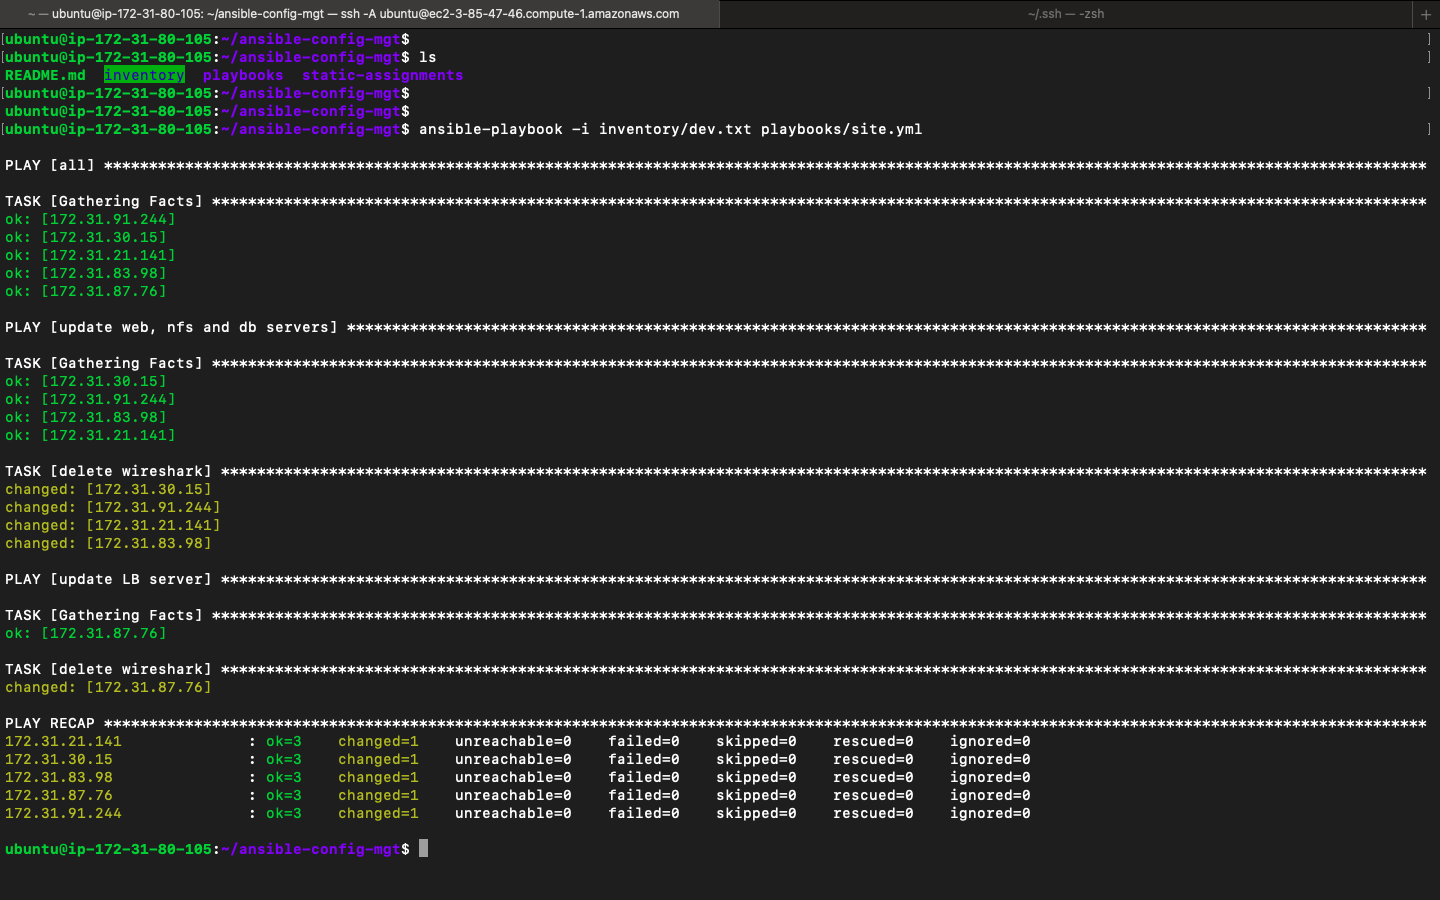 ~ — ubuntu@ip-172-31-80-105: ~/ansible-config-mgt — ssh -A ubuntu@ec2-3-85-47-46.compute-1.amazonaws.com ~/.ssh — -zsh +
[ubuntu@ip-172-31-80-105:~/ansible-config-mgt$ ]
[ubuntu@ip-172-31-80-105:~/ansible-config-mgt$ ls ]
README.md inventory playbooks static-assignments
[ubuntu@ip-172-31-80-105:~/ansible-config-mgt$ ]
ubuntu@ip-172-31-80-105:~/ansible-config-mgt$
[ubuntu@ip-172-31-80-105:~/ansible-config-mgt$ ansible-playbook -i inventory/dev.txt playbooks/site.yml ]
PLAY [all] ***************************************************************************************************************************************************
TASK [Gathering Facts] ***************************************************************************************************************************************
ok: [172.31.91.244]
ok: [172.31.30.15]
ok: [172.31.21.141]
ok: [172.31.83.98]
ok: [172.31.87.76]
PLAY [update web, nfs and db servers] ************************************************************************************************************************
TASK [Gathering Facts] ***************************************************************************************************************************************
ok: [172.31.30.15]
ok: [172.31.91.244]
ok: [172.31.83.98]
ok: [172.31.21.141]
TASK [delete wireshark] **************************************************************************************************************************************
changed: [172.31.30.15]
changed: [172.31.91.244]
changed: [172.31.21.141]
changed: [172.31.83.98]
PLAY [update LB server] **************************************************************************************************************************************
TASK [Gathering Facts] ***************************************************************************************************************************************
ok: [172.31.87.76]
TASK [delete wireshark] **************************************************************************************************************************************
changed: [172.31.87.76]
PLAY RECAP ***************************************************************************************************************************************************
172.31.21.141 : ok=3 changed=1 unreachable=0 failed=0 skipped=0 rescued=0 ignored=0
172.31.30.15 : ok=3 changed=1 unreachable=0 failed=0 skipped=0 rescued=0 ignored=0
172.31.83.98 : ok=3 changed=1 unreachable=0 failed=0 skipped=0 rescued=0 ignored=0
172.31.87.76 : ok=3 changed=1 unreachable=0 failed=0 skipped=0 rescued=0 ignored=0
172.31.91.244 : ok=3 changed=1 unreachable=0 failed=0 skipped=0 rescued=0 ignored=0
ubuntu@ip-172-31-80-105:~/ansible-config-mgt$